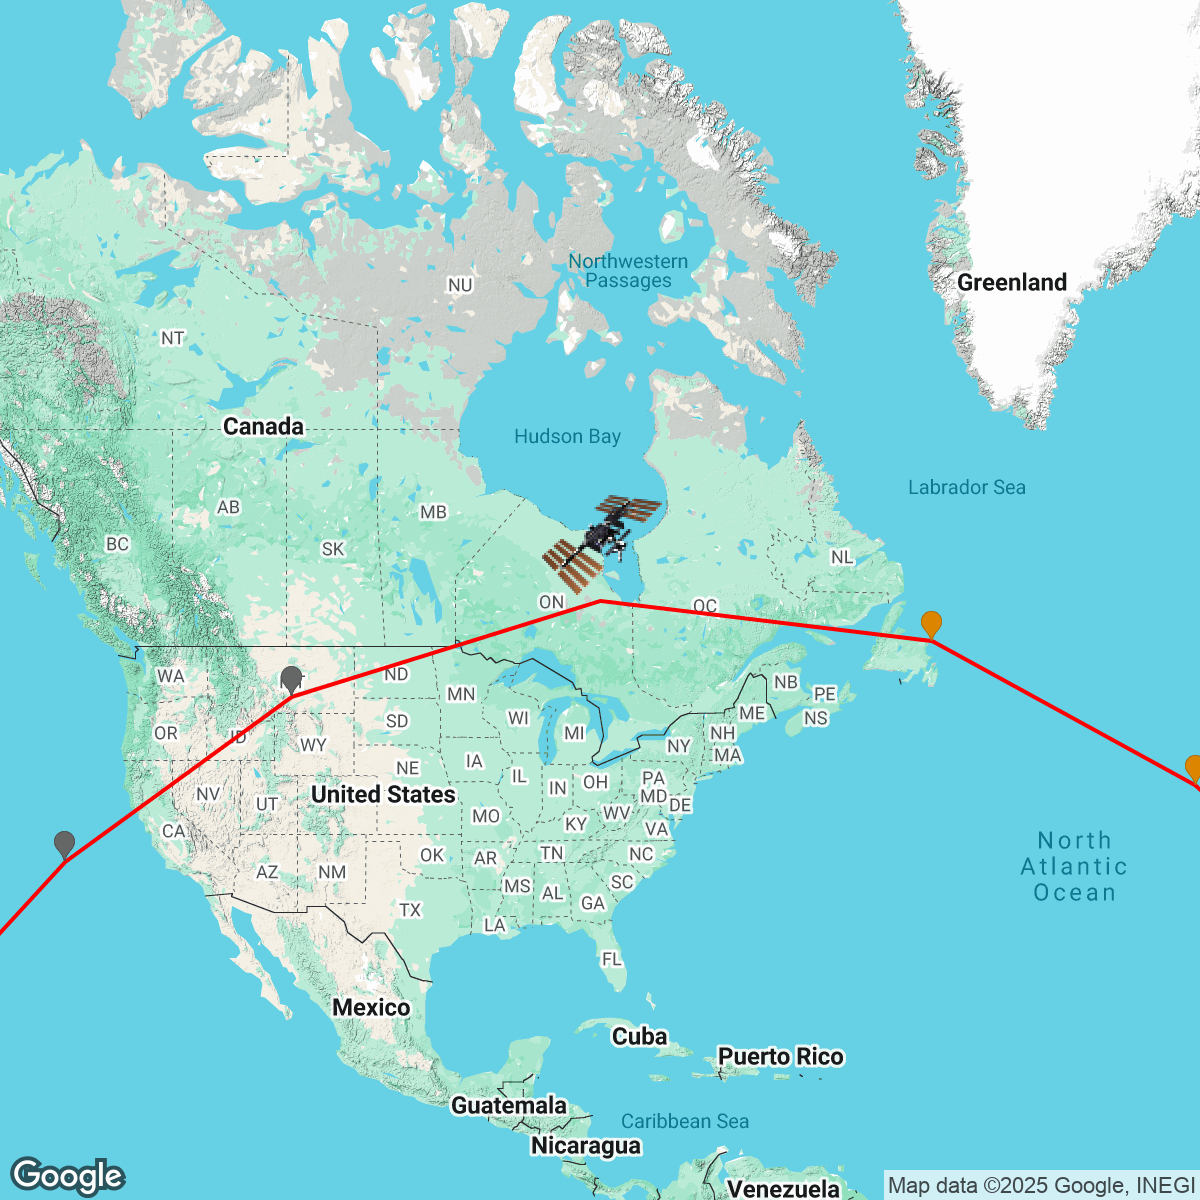 Northwestern
Passages
NU
Greenland
NT
Canada
Hudson Bay
Labrador Sea
AB
MB
BC
SK
NL
ON
QC
WA
ND
MN
NB
PE
OR
ID
SD
WI
MI
ME
NS
WY
NY
NH
MA
NV
UT
NE
IA
IL
IN
OH
PA
MD
DE
United States
CA
MO
KY
WV
VA
North
Atlantic
Ocean
AZ
NM
OK
AR
TN
NC
MS
AL
SC
GA
TX
LA
FL
Mexico
Cuba
Puerto Rico
Guatemala
Caribbean Sea
Nicaragua
Venezuela
Google
Map data ©2025 Google, INEGI